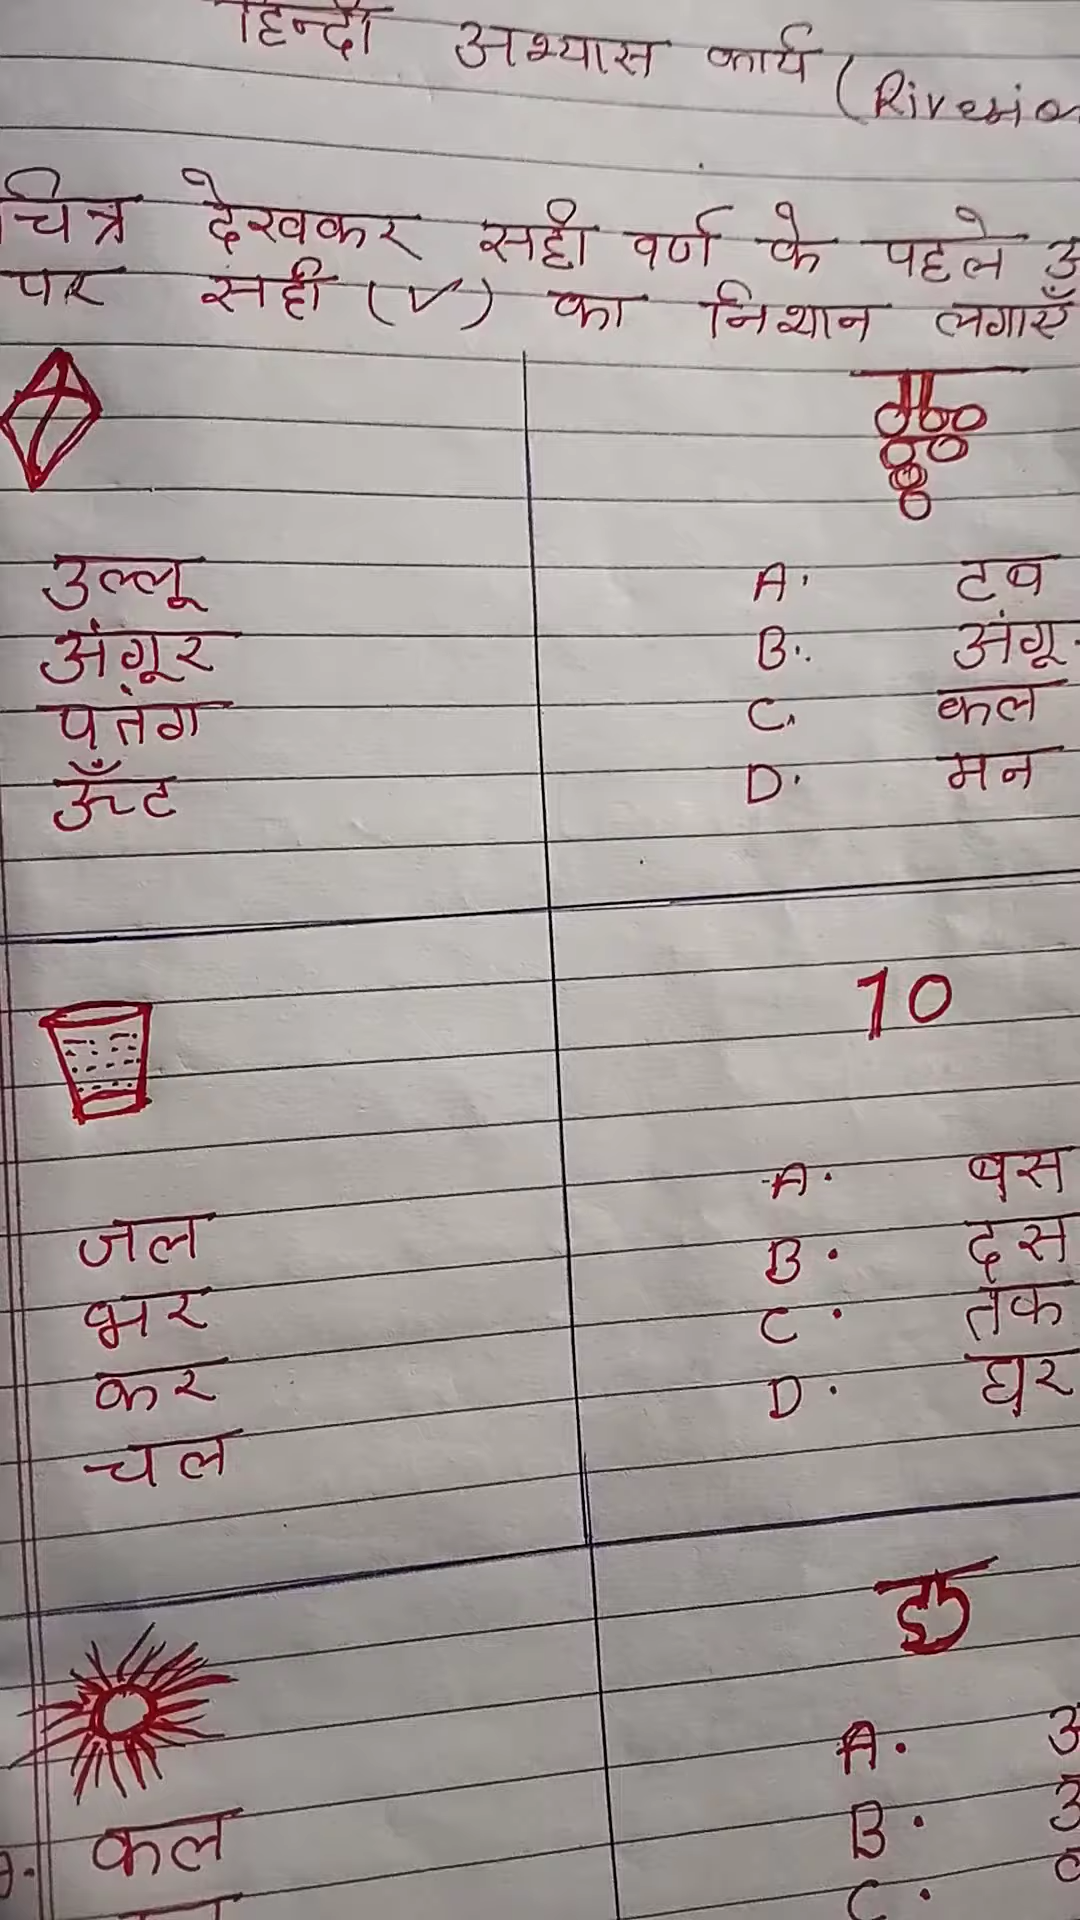 हिन्दी अभ्यास कार्य (Rivesio
चित्र देखकर सही वर्ण के पहले
पर सही (✓) का निशान लगाएँ
उल्लू
अंगूर
पतंग
ऊँट
A. टब
B. अंगू
C. कल
D. मन
जल
भर
कर
चल
10
A. बस
B. दस
C. तक
D. घर
कल
A.
B.
C.